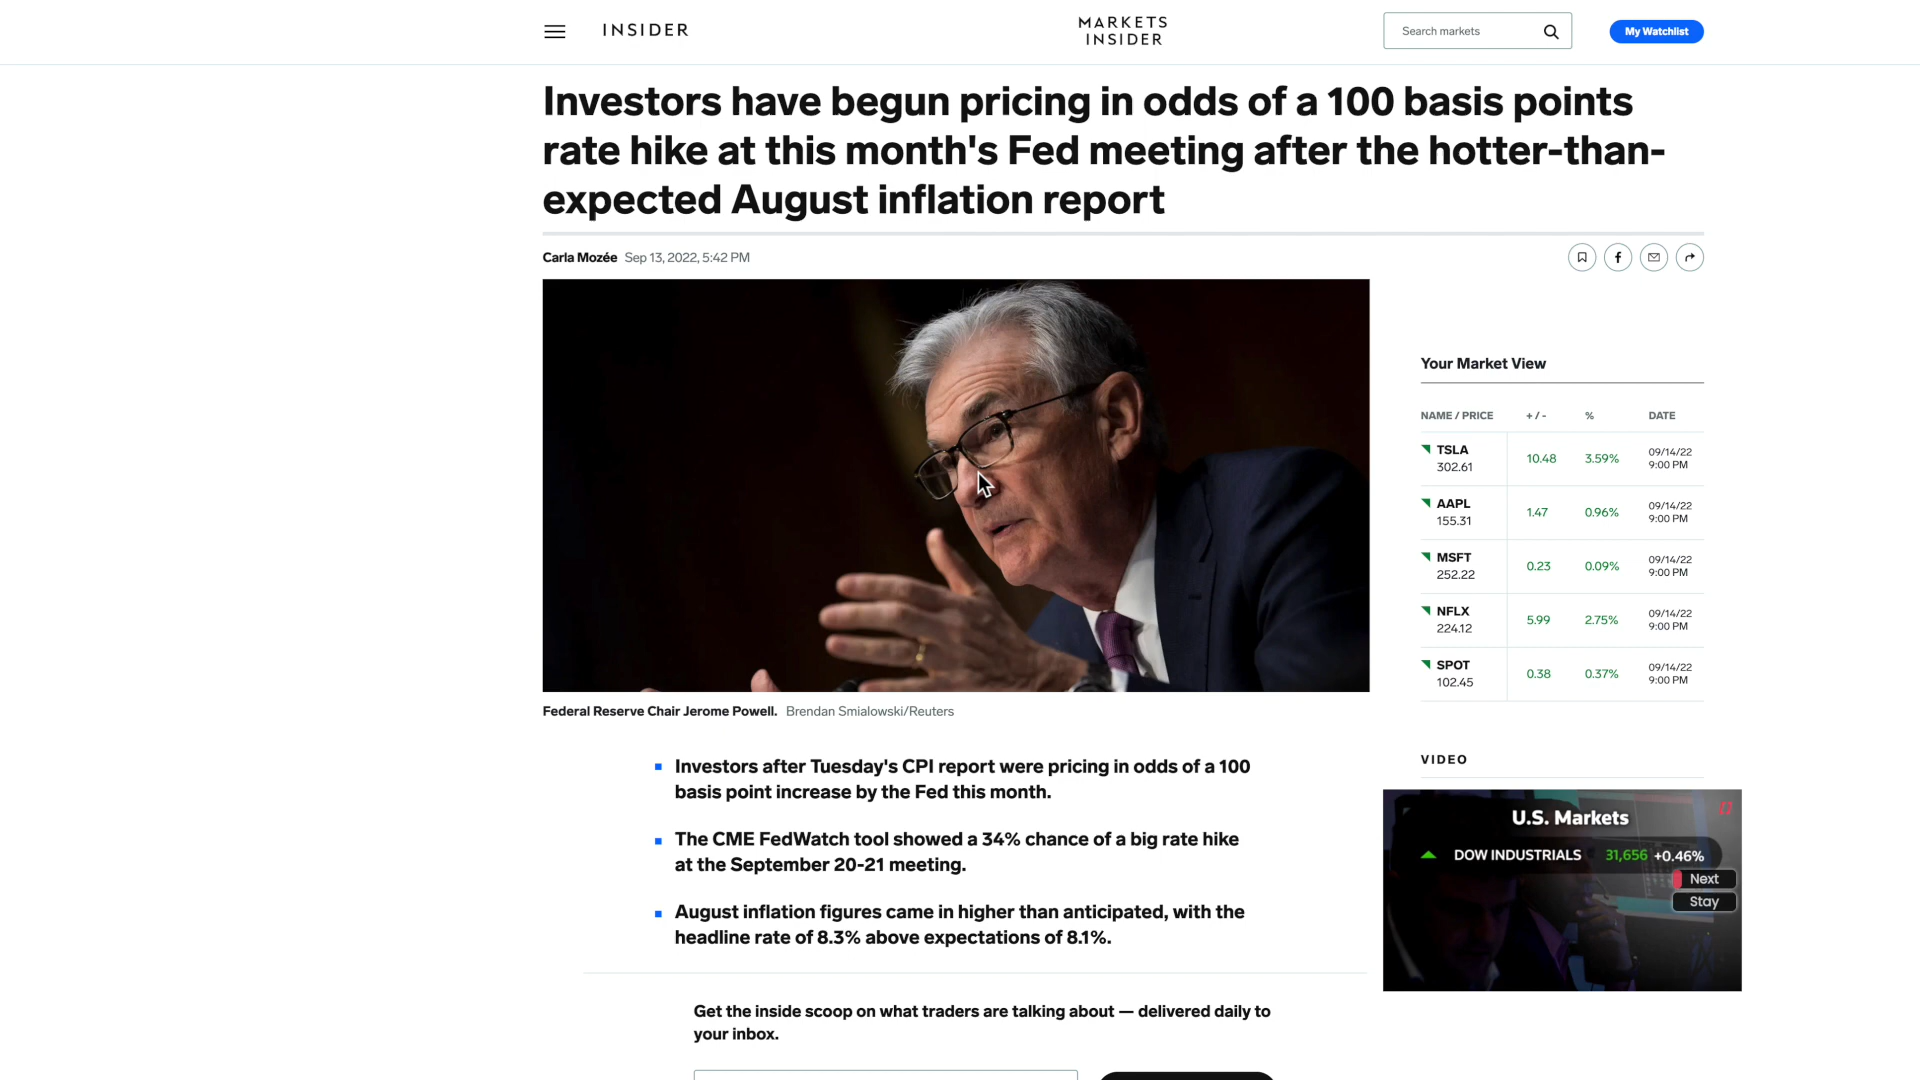 INSIDER
MARKETS
INSIDER
Search markets
My Watchlist
Investors have begun pricing in odds of a 100 basis points
rate hike at this month's Fed meeting after the hotter-than-
expected August inflation report
Carla Mozée Sep 13, 2022, 5:42 PM
Federal Reserve Chair Jerome Powell. Brendan Smialowski/Reuters
Investors after Tuesday's CPI report were pricing in odds of a 100
basis point increase by the Fed this month.
The CME FedWatch tool showed a 34% chance of a big rate hike
at the September 20-21 meeting.
August inflation figures came in higher than anticipated, with the
headline rate of 8.3% above expectations of 8.1%.
Get the inside scoop on what traders are talking about — delivered daily to
your inbox.
Your Market View
NAME / PRICE + / - % DATE
TSLA
302.61 10.48 3.59% 09/14/22
9:00 PM
AAPL
155.31 1.47 0.96% 09/14/22
9:00 PM
MSFT
252.22 0.23 0.09% 09/14/22
9:00 PM
NFLX
224.12 5.99 2.75% 09/14/22
9:00 PM
SPOT
102.45 0.38 0.37% 09/14/22
9:00 PM
VIDEO
U.S. Markets
DOW INDUSTRIALS 31,656 +0.46%
Next
Stay